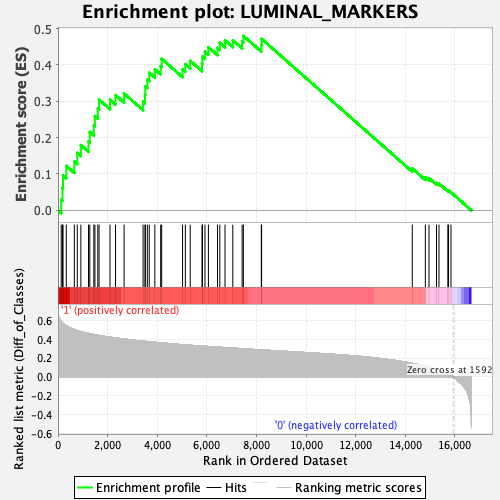 Enrichment plot: LUMINAL_MARKERS
Enrichment score (ES)
0.5
0.4
0.3
0.2
0.1
0.0
'1' (positively correlated)
Ranked list metric (Diff_of_Classes)
0.6
0.4
0.2
0.0
-0.2
-0.4
-0.6
Zero cross at 1592
'0' (negatively correlated)
0 2,000 4,000 6,000 8,000 10,000 12,000 14,000 16,000
Rank in Ordered Dataset
Enrichment profile Hits Ranking metric scores